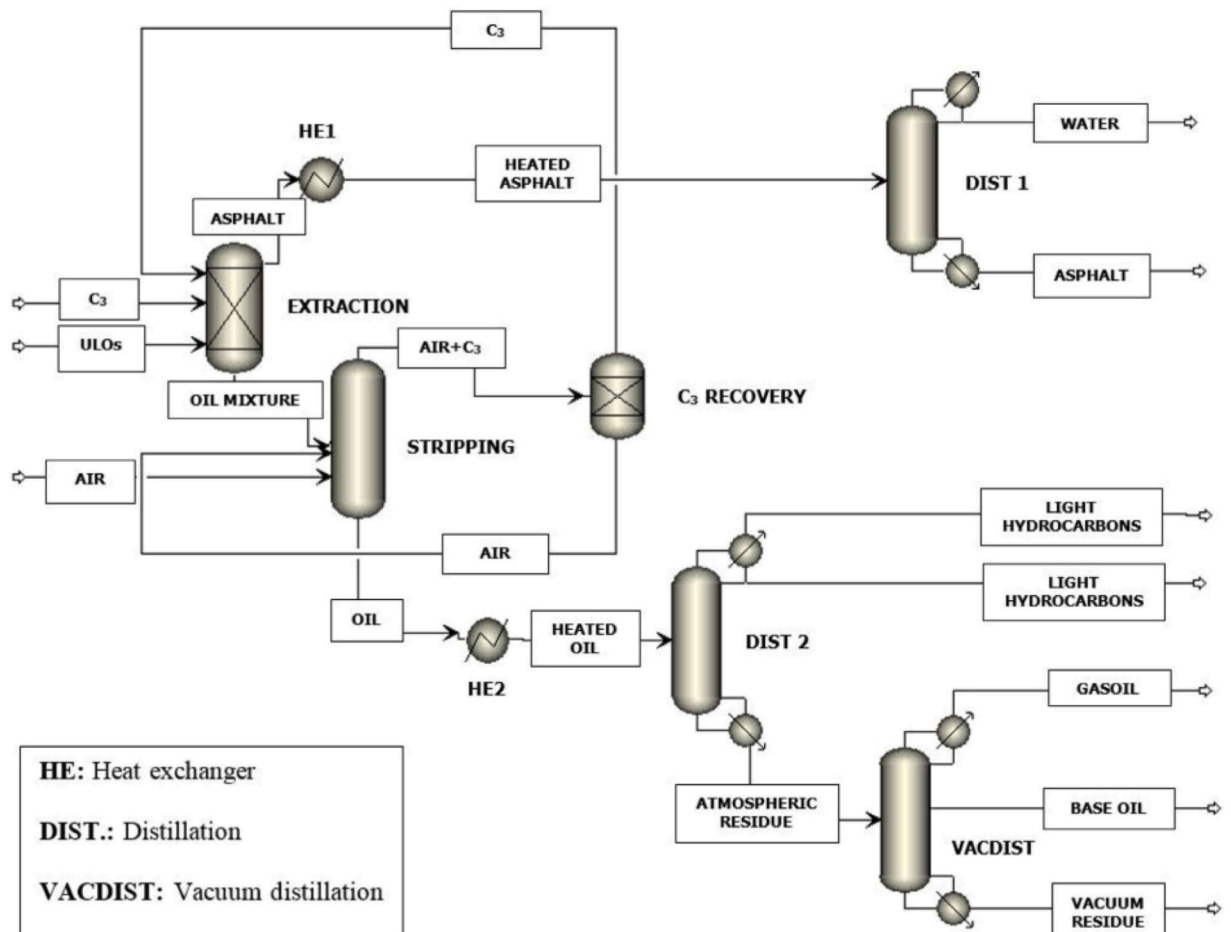 C₃
HE1
HEATED
ASPHALT
WATER
DIST 1
ASPHALT
ASPHALT
C₃
EXTRACTION
ULOs
AIR+C₃
OIL MIXTURE
C₃ RECOVERY
STRIPPING
AIR
AIR
LIGHT
HYDROCARBONS
LIGHT
HYDROCARBONS
OIL
HEATED
OIL
DIST 2
HE2
GASOIL
ATMOSPHERIC
RESIDUE
BASE OIL
VACDIST
VACUUM
RESIDUE
HE: Heat exchanger
DIST.: Distillation
VACDIST: Vacuum distillation